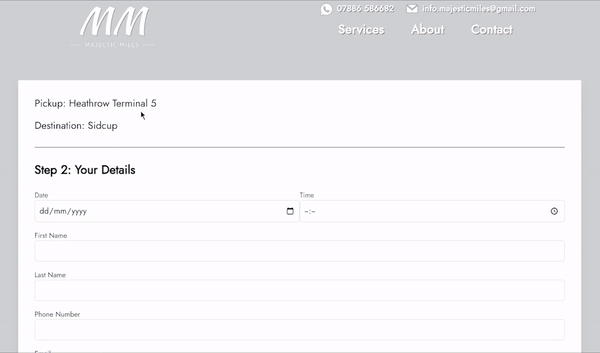 MM
MAJESTIC MILES
07886 586682
info.majesticmiles@gmail.com
Services
About
Contact
Pickup: Heathrow Terminal 5
Destination: Sidcup
Step 2: Your Details
Date
Time
dd/mm/yyyy
--:--
First Name
Last Name
Phone Number